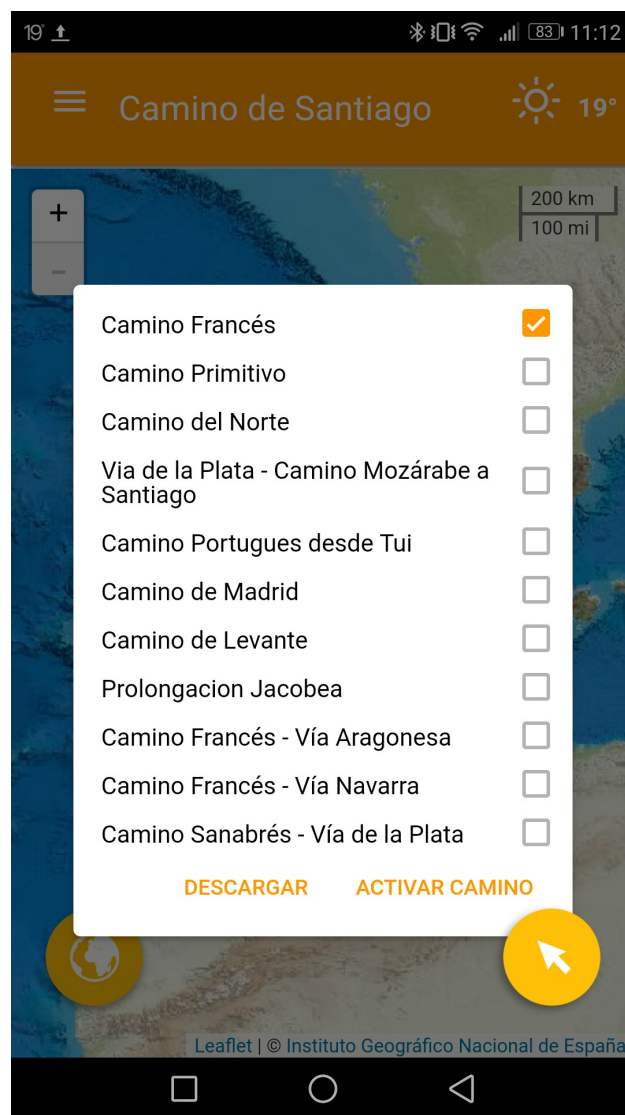 19° 83 11:12
Camino de Santiago 19°
+
200 km
100 mi
−
Camino Francés
Camino Primitivo
Camino del Norte
Via de la Plata - Camino Mozárabe a
Santiago
Camino Portugues desde Tui
Camino de Madrid
Camino de Levante
Prolongacion Jacobea
Camino Francés - Vía Aragonesa
Camino Francés - Vía Navarra
Camino Sanabrés - Vía de la Plata
DESCARGAR ACTIVAR CAMINO
Leaflet | © Instituto Geográfico Nacional de España